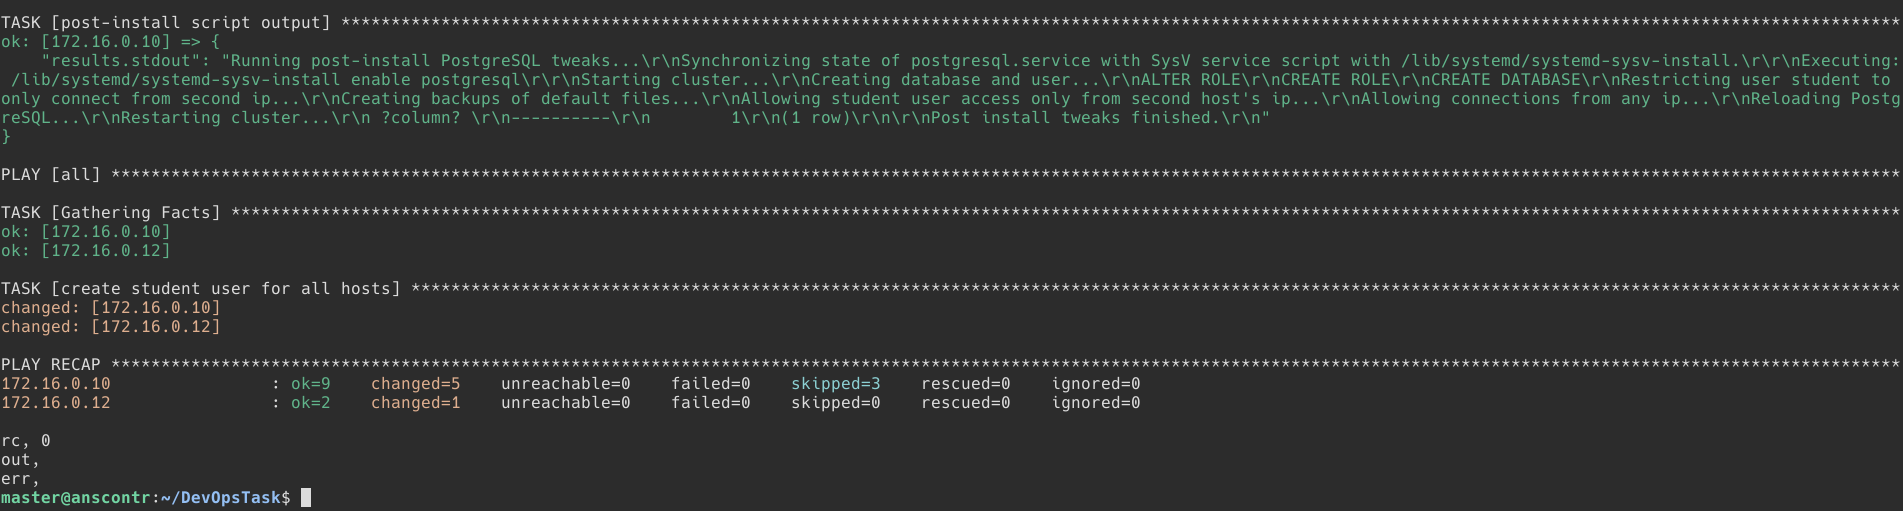 TASK [post-install script output] ********************************************************************************************************************************************************************
ok: [172.16.0.10] => {
    "results.stdout": "Running post-install PostgreSQL tweaks...\r\nSynchronizing state of postgresql.service with SysV service script with /lib/systemd/systemd-sysv-install.\r\r\nExecuting:
 /lib/systemd/systemd-sysv-install enable postgresql\r\r\nStarting cluster...\r\nCreating database and user...\r\nALTER ROLE\r\nCREATE ROLE\r\nCREATE DATABASE\r\nRestricting user student to
only connect from second ip...\r\nCreating backups of default files...\r\nAllowing student user access only from second host's ip...\r\nAllowing connections from any ip...\r\nReloading Postg
reSQL...\r\nRestarting cluster...\r\n ?column? \r\n----------\r\n        1\r\n(1 row)\r\n\r\nPost install tweaks finished.\r\n"
}
PLAY [all] *******************************************************************************************************************************************************************************************
TASK [Gathering Facts] *******************************************************************************************************************************************************************************
ok: [172.16.0.10]
ok: [172.16.0.12]
TASK [create student user for all hosts] *************************************************************************************************************************************************************
changed: [172.16.0.10]
changed: [172.16.0.12]
PLAY RECAP *******************************************************************************************************************************************************************************************
172.16.0.10                : ok=9    changed=5    unreachable=0    failed=0    skipped=3    rescued=0    ignored=0
172.16.0.12                : ok=2    changed=1    unreachable=0    failed=0    skipped=0    rescued=0    ignored=0
rc, 0
out,
err,
master@anscontr:~/DevOpsTask$